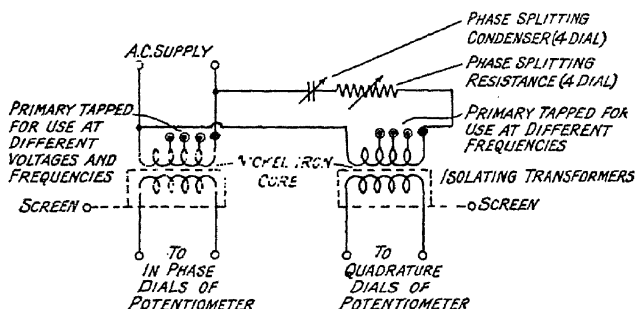 PHASE SPLITTING
CONDENSER (4 DIAL)
A.C. SUPPLY
PHASE SPLITTING
RESISTANCE (4 DIAL)
PRIMARY TAPPED
FOR USE AT
DIFFERENT
VOLTAGES AND
FREQUENCIES
PRIMARY TAPPED FOR
USE AT DIFFERENT
FREQUENCIES
NICKEL IRON
CORE
ISOLATING TRANSFORMERS
SCREEN
SCREEN
TO
IN PHASE
DIALS OF
POTENTIOMETER
TO
QUADRATURE
DIALS OF
POTENTIOMETER